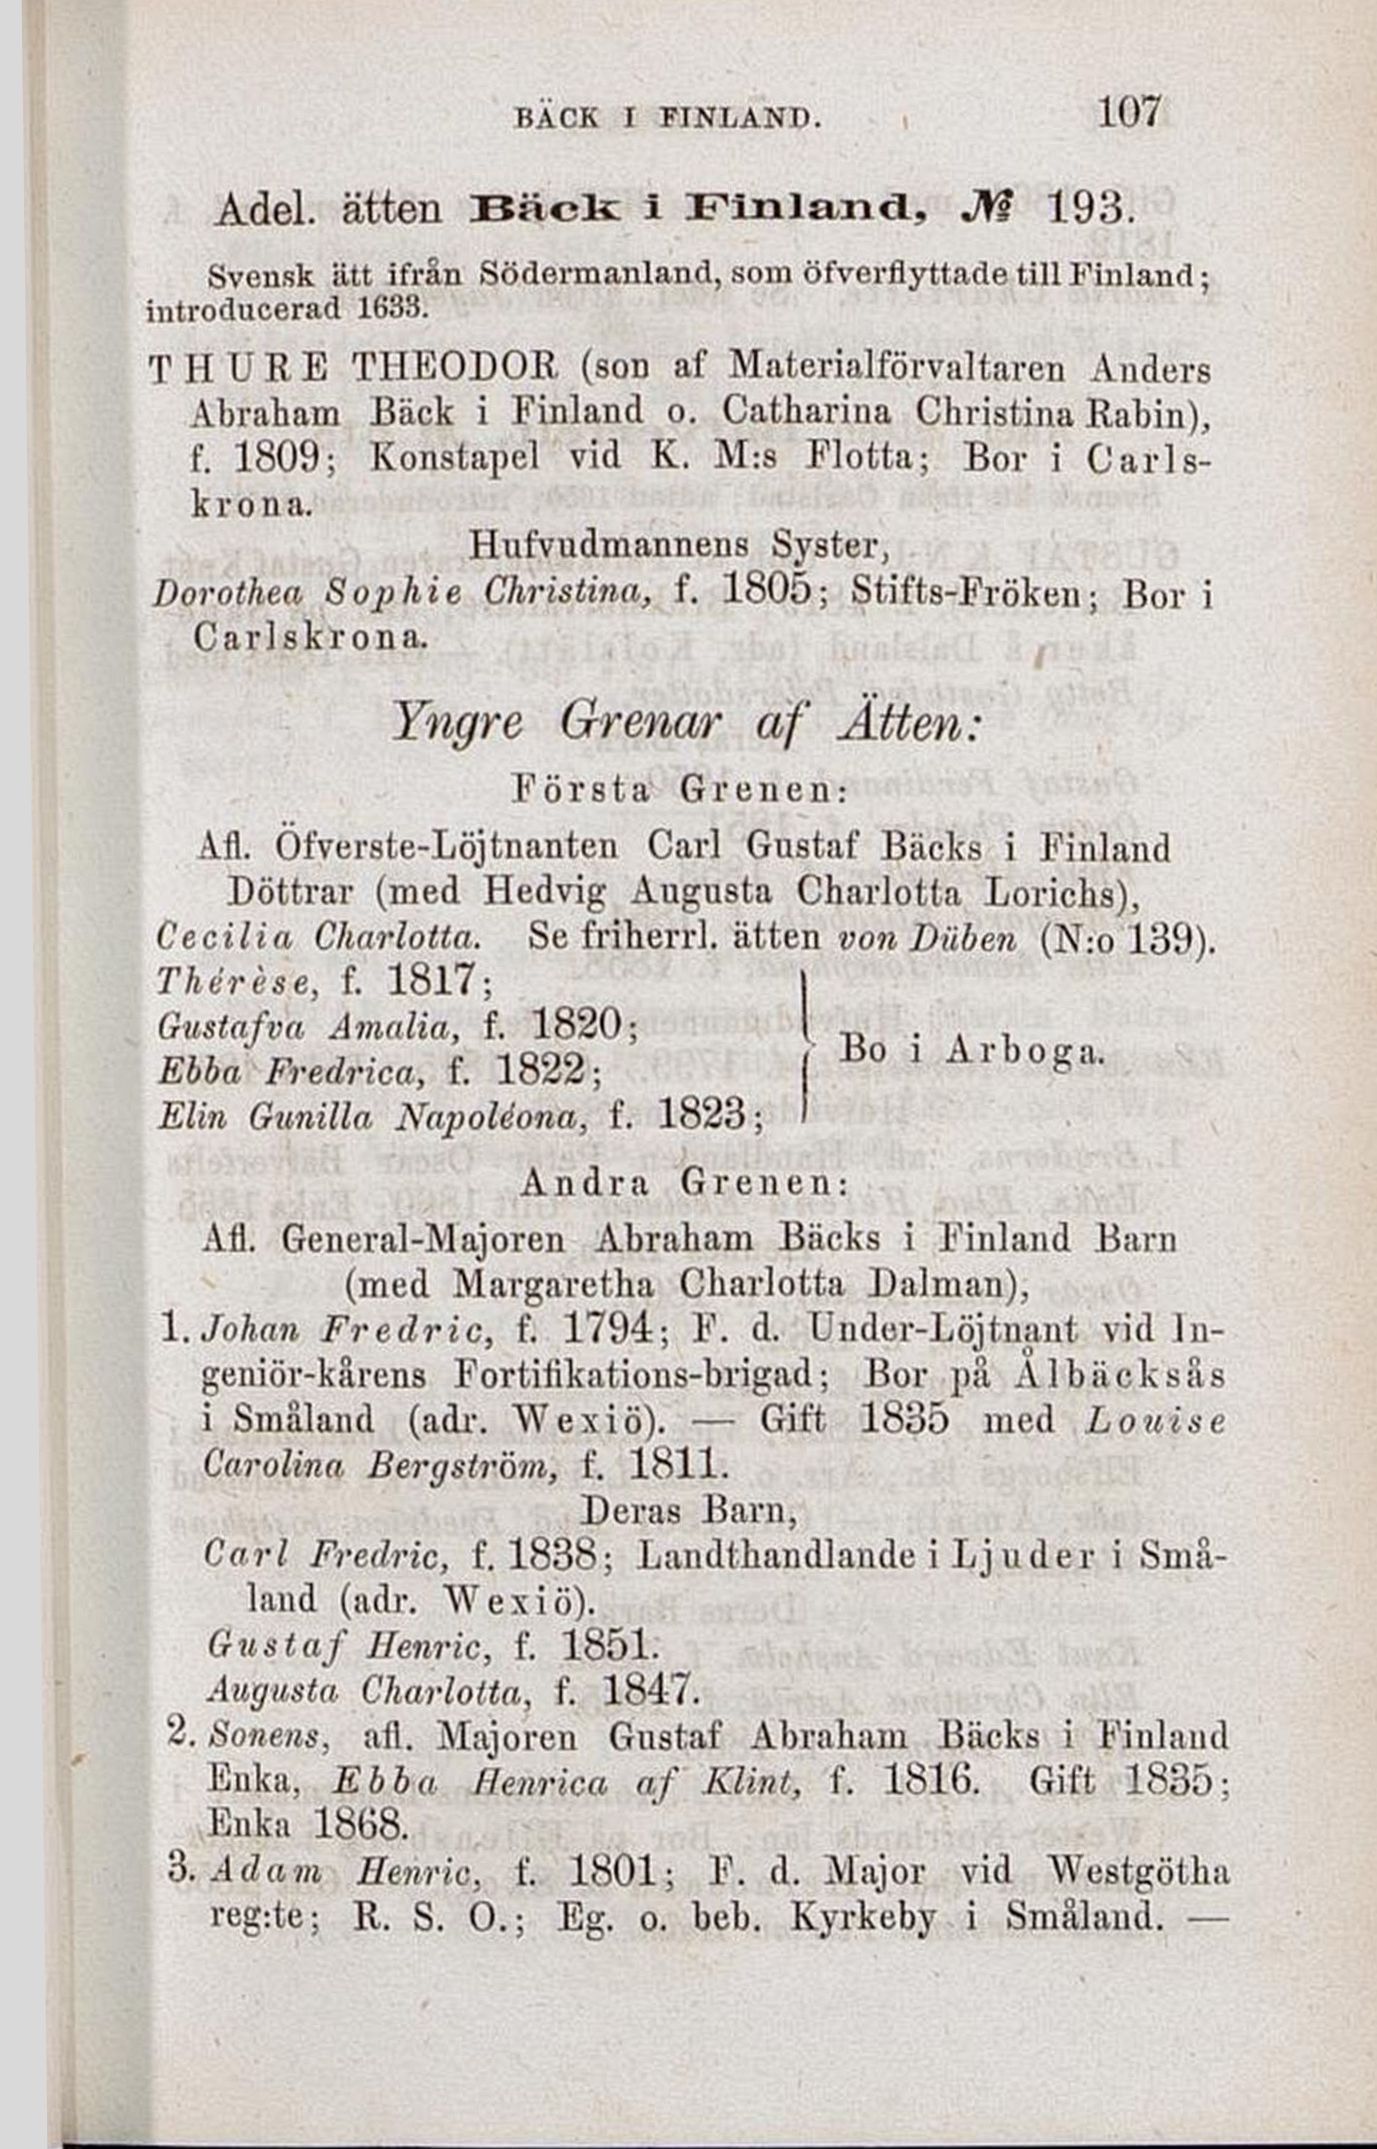 BÄCK I FINLAND. 107
Adel. ätten Bäck i Finland, № 193.
Svensk ätt ifrån Södermanland, som öfverflyttade till Finland;
introducerad 1633.
THURE THEODOR (son af Materialförvaltaren Anders
Abraham Bäck i Finland o. Catharina Christina Rabin),
f. 1809; Konstapel vid K. M:s Flotta; Bor i Carls-
krona.
Hufvudmannens Syster,
Dorothea Sophie Christina, f. 1805; Stifts-Fröken; Bor i
Carlskrona.
Yngre Grenar af Ätten:
Första Grenen:
Afl. Öfverste-Löjtnanten Carl Gustaf Bäcks i Finland
Döttrar (med Hedvig Augusta Charlotta Lorichs),
Cecilia Charlotta. Se friherrl. ätten von Düben (N:o 139).
Thérèse, f. 1817;
Gustafva Amalia, f. 1820;
Ebba Fredrica, f. 1822;
Elin Gunilla Napoléona, f. 1823;
Bo i Arboga.
Andra Grenen:
Afl. General-Majoren Abraham Bäcks i Finland Barn
(med Margaretha Charlotta Dalman),
1. Johan Fredric, f. 1794; F. d. Under-Löjtnant vid In-
geniör-kårens Fortifikations-brigad; Bor på Ålbäcksås
i Småland (adr. Wexiö). — Gift 1835 med Louise
Carolina Bergström, f. 1811.
Deras Barn,
Carl Fredric, f. 1838; Landthandlande i Ljuder i Små-
land (adr. Wexiö).
Gustaf Henric, f. 1851.
Augusta Charlotta, f. 1847.
2. Sonens, afl. Majoren Gustaf Abraham Bäcks i Finland
Enka, Ebba Henrica af Klint, f. 1816. Gift 1835;
Enka 1868.
3. Adam Henric, f. 1801; F. d. Major vid Westgötha
reg:te; R. S. O.; Eg. o. beb. Kyrkeby i Småland. —